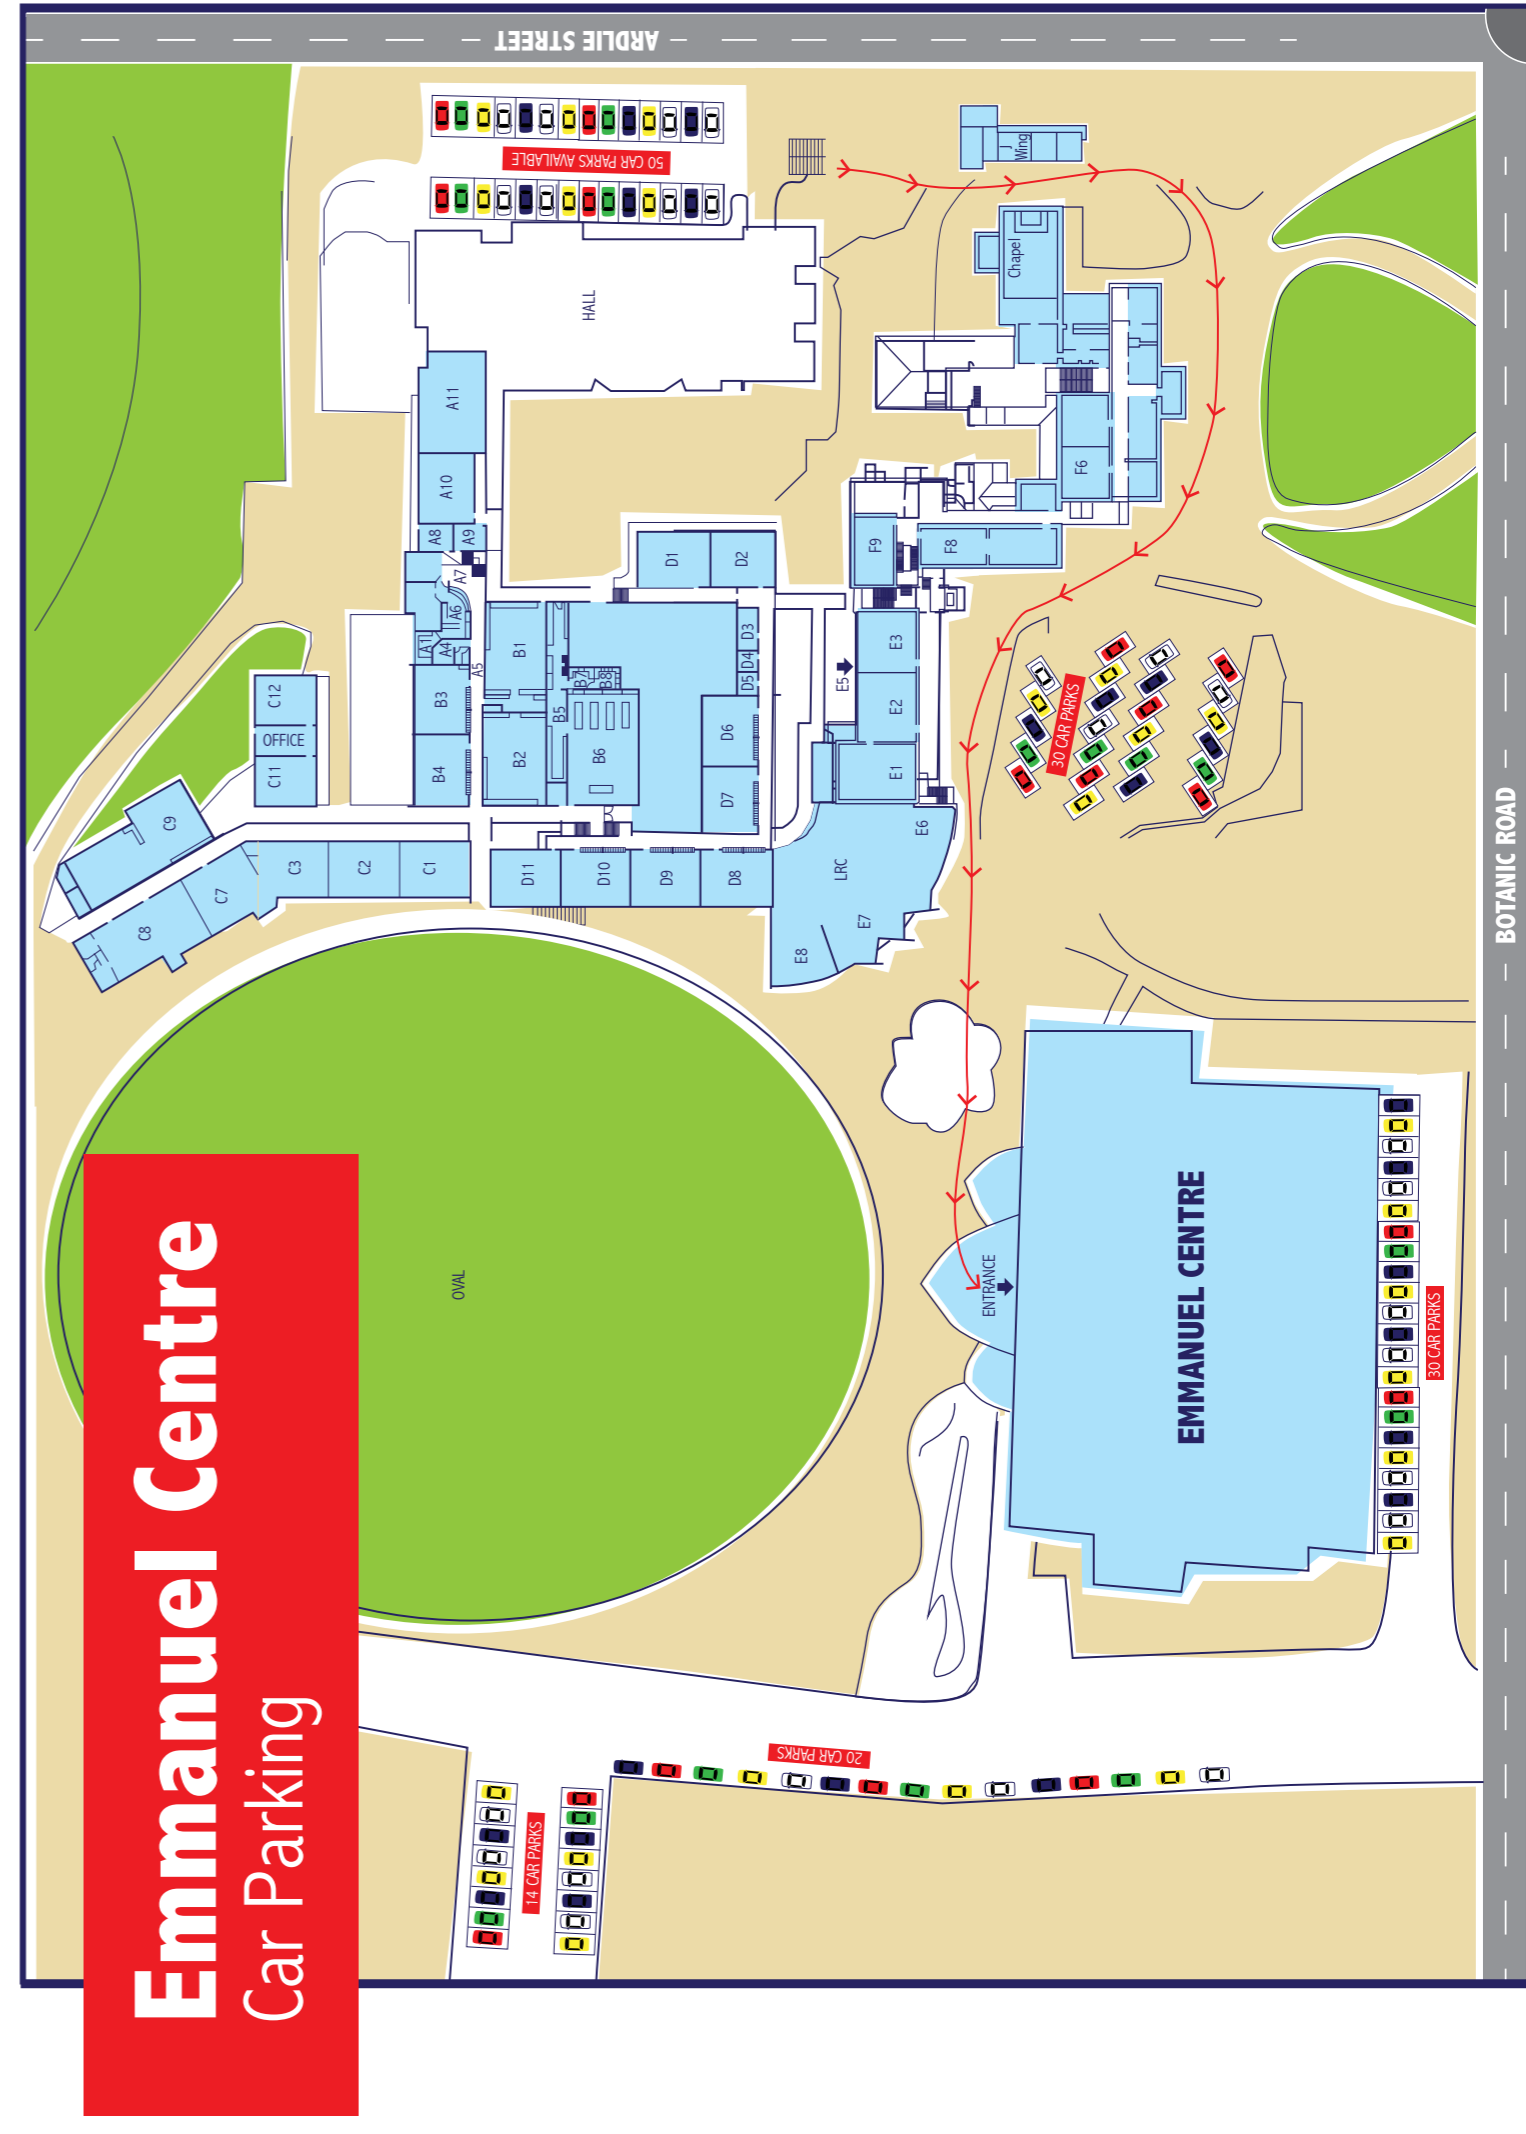 Emmanuel Centre
Car Parking
ARDLIE STREET
BOTANIC ROAD
50 CAR PARKS AVAILABLE
HALL
J
Wing
Chapel
A11
A10
A8
A9
A7
A6
A1
A4
A5
B3
B4
B1
B2
B5
B6
B7
B8
C12
OFFICE
C11
C9
C8
C7
C3
C2
C1
D1
D2
D3
D4
D5
D6
D7
D11
D10
D9
D8
F6
F9
F8
E3
E5
E2
E1
E6
LRC
E7
E8
30 CAR PARKS
OVAL
ENTRANCE
EMMANUEL CENTRE
30 CAR PARKS
20 CAR PARKS
14 CAR PARKS